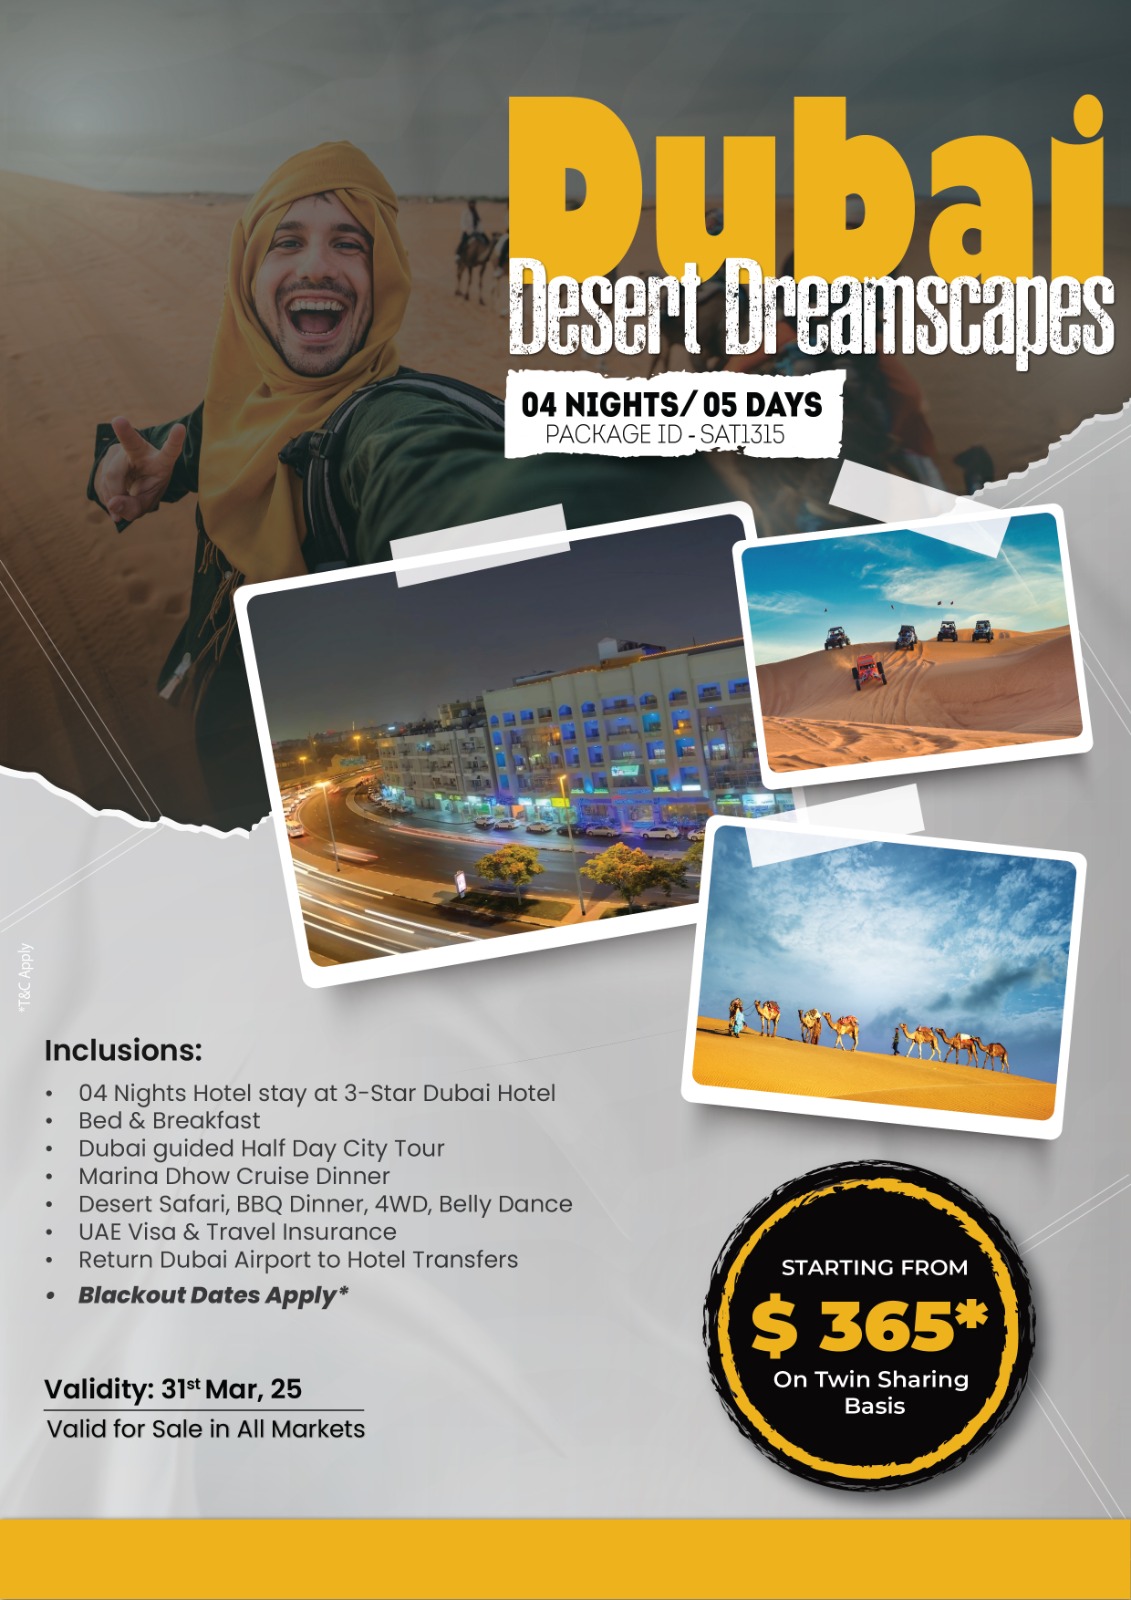 Dubai
Desert Dreamscapes
04 NIGHTS/ 05 DAYS
PACKAGE ID - SAT1315
*T&C Apply
Inclusions:
• 04 Nights Hotel stay at 3-Star Dubai Hotel
• Bed & Breakfast
• Dubai guided Half Day City Tour
• Marina Dhow Cruise Dinner
• Desert Safari, BBQ Dinner, 4WD, Belly Dance
• UAE Visa & Travel Insurance
• Return Dubai Airport to Hotel Transfers
• Blackout Dates Apply*
Validity: 31st Mar, 25
Valid for Sale in All Markets
STARTING FROM
$ 365*
On Twin Sharing
Basis